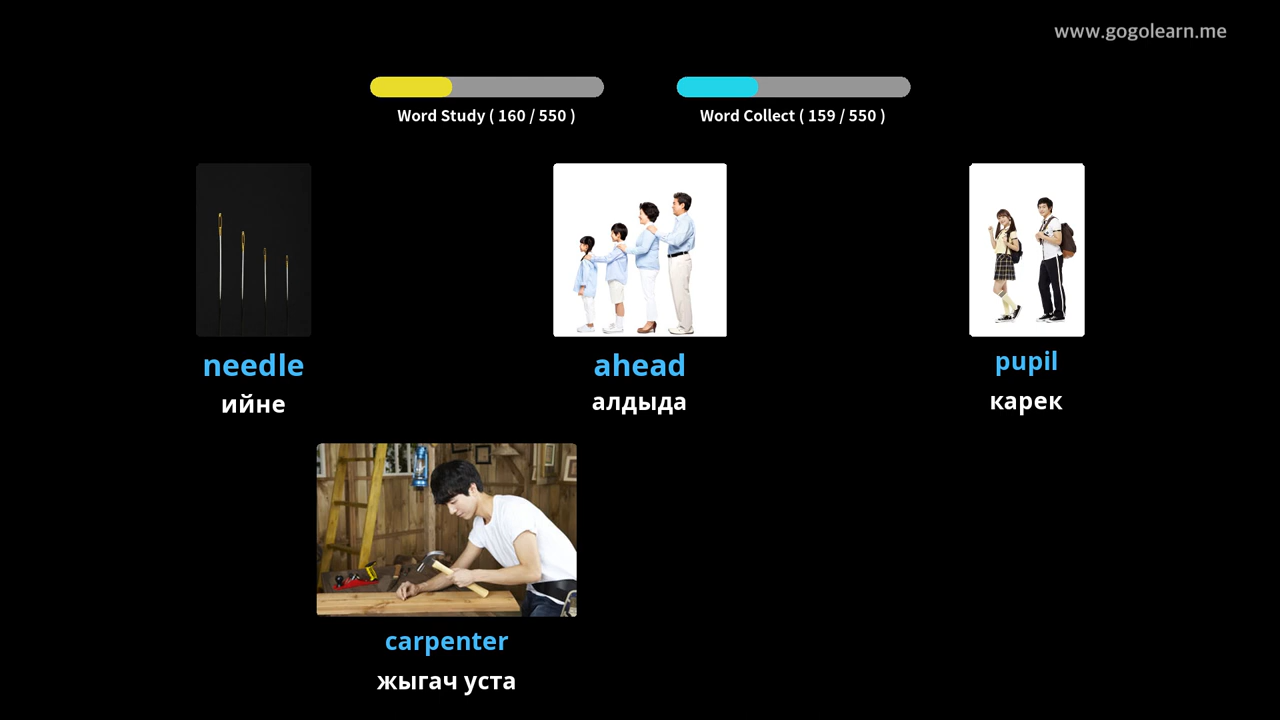 www.gogolearn.me
Word Study ( 160 / 550 )
Word Collect ( 159 / 550 )
needle
ийне
ahead
алдыда
pupil
карек
carpenter
жыгач уста